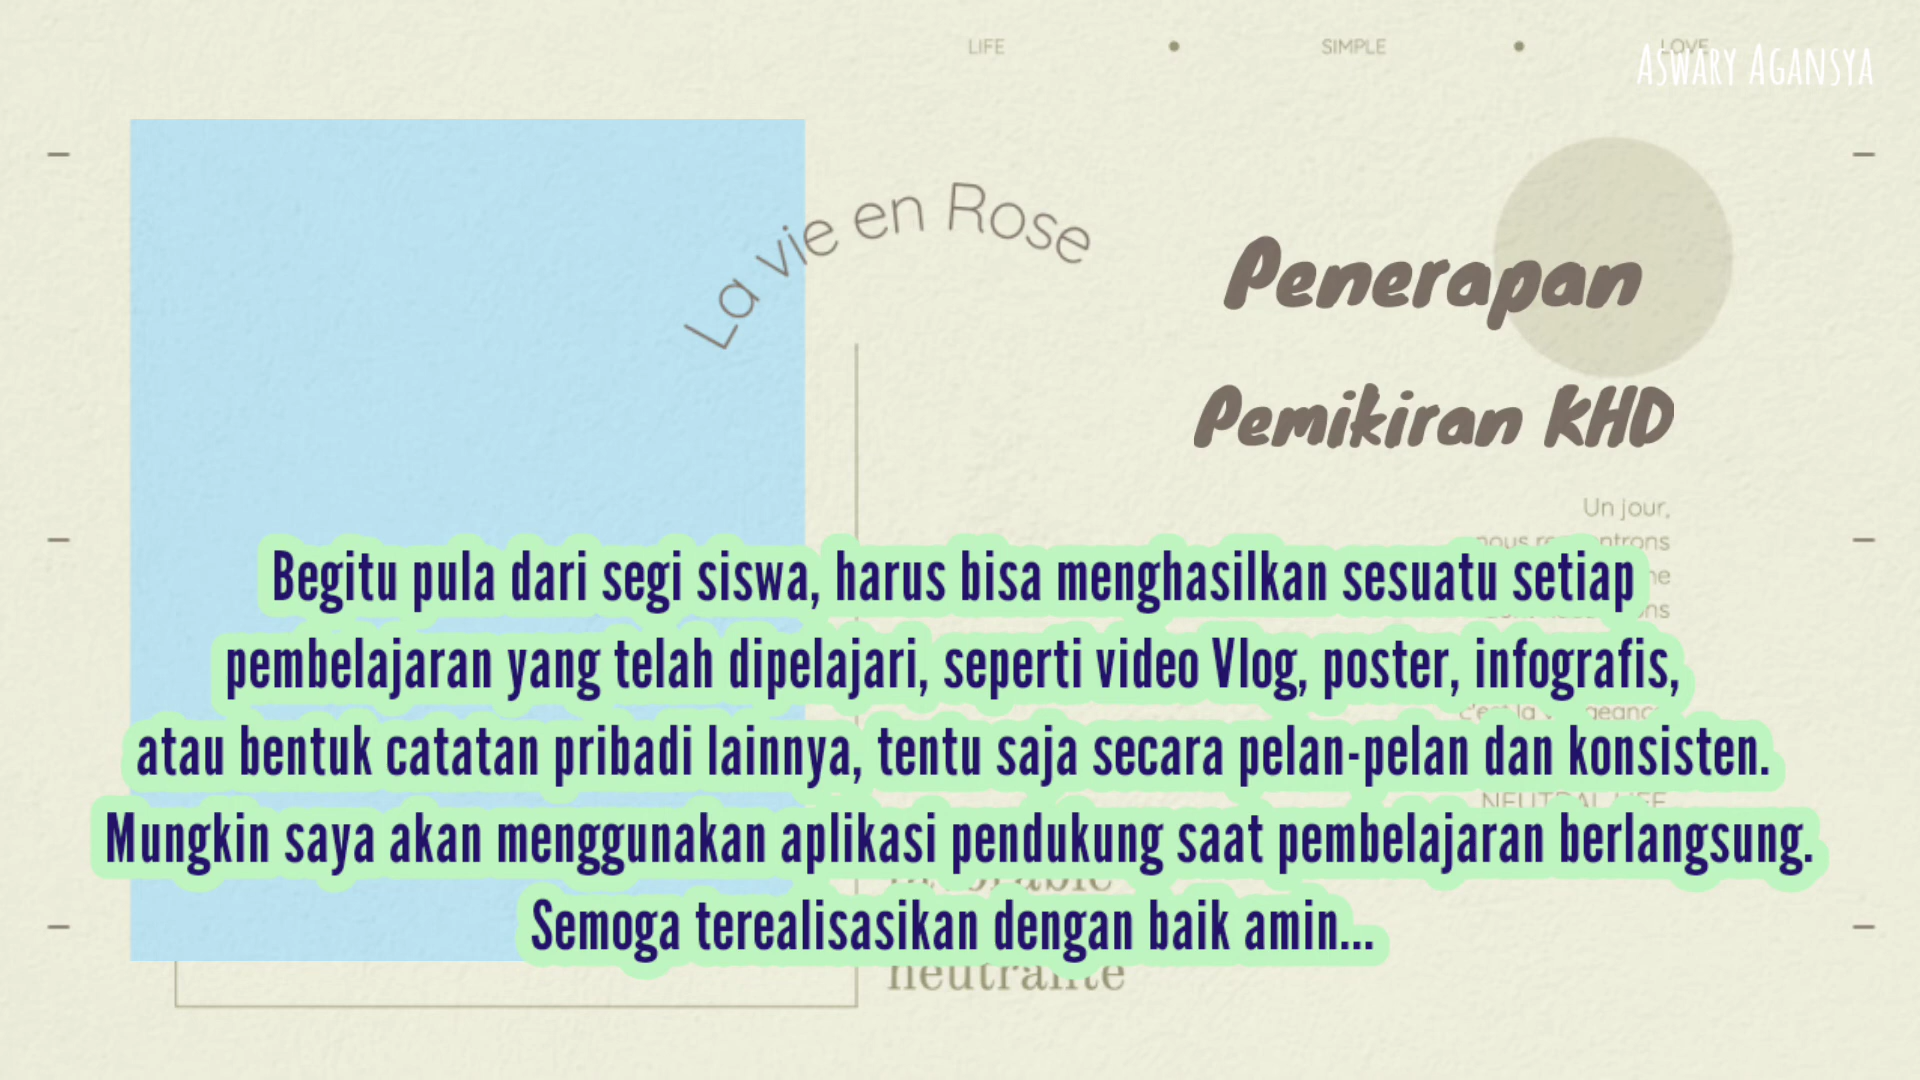 LIFE • SIMPLE • LOVE
Aswary Agansya
La vie en Rose
Penerapan
Pemikiran KHD
Un jour,
Begitu pula dari segi siswa, harus bisa menghasilkan sesuatu setiap
pembelajaran yang telah dipelajari, seperti video Vlog, poster, infografis,
atau bentuk catatan pribadi lainnya, tentu saja secara pelan-pelan dan konsisten.
Mungkin saya akan menggunakan aplikasi pendukung saat pembelajaran berlangsung.
Semoga terealisasikan dengan baik amin...